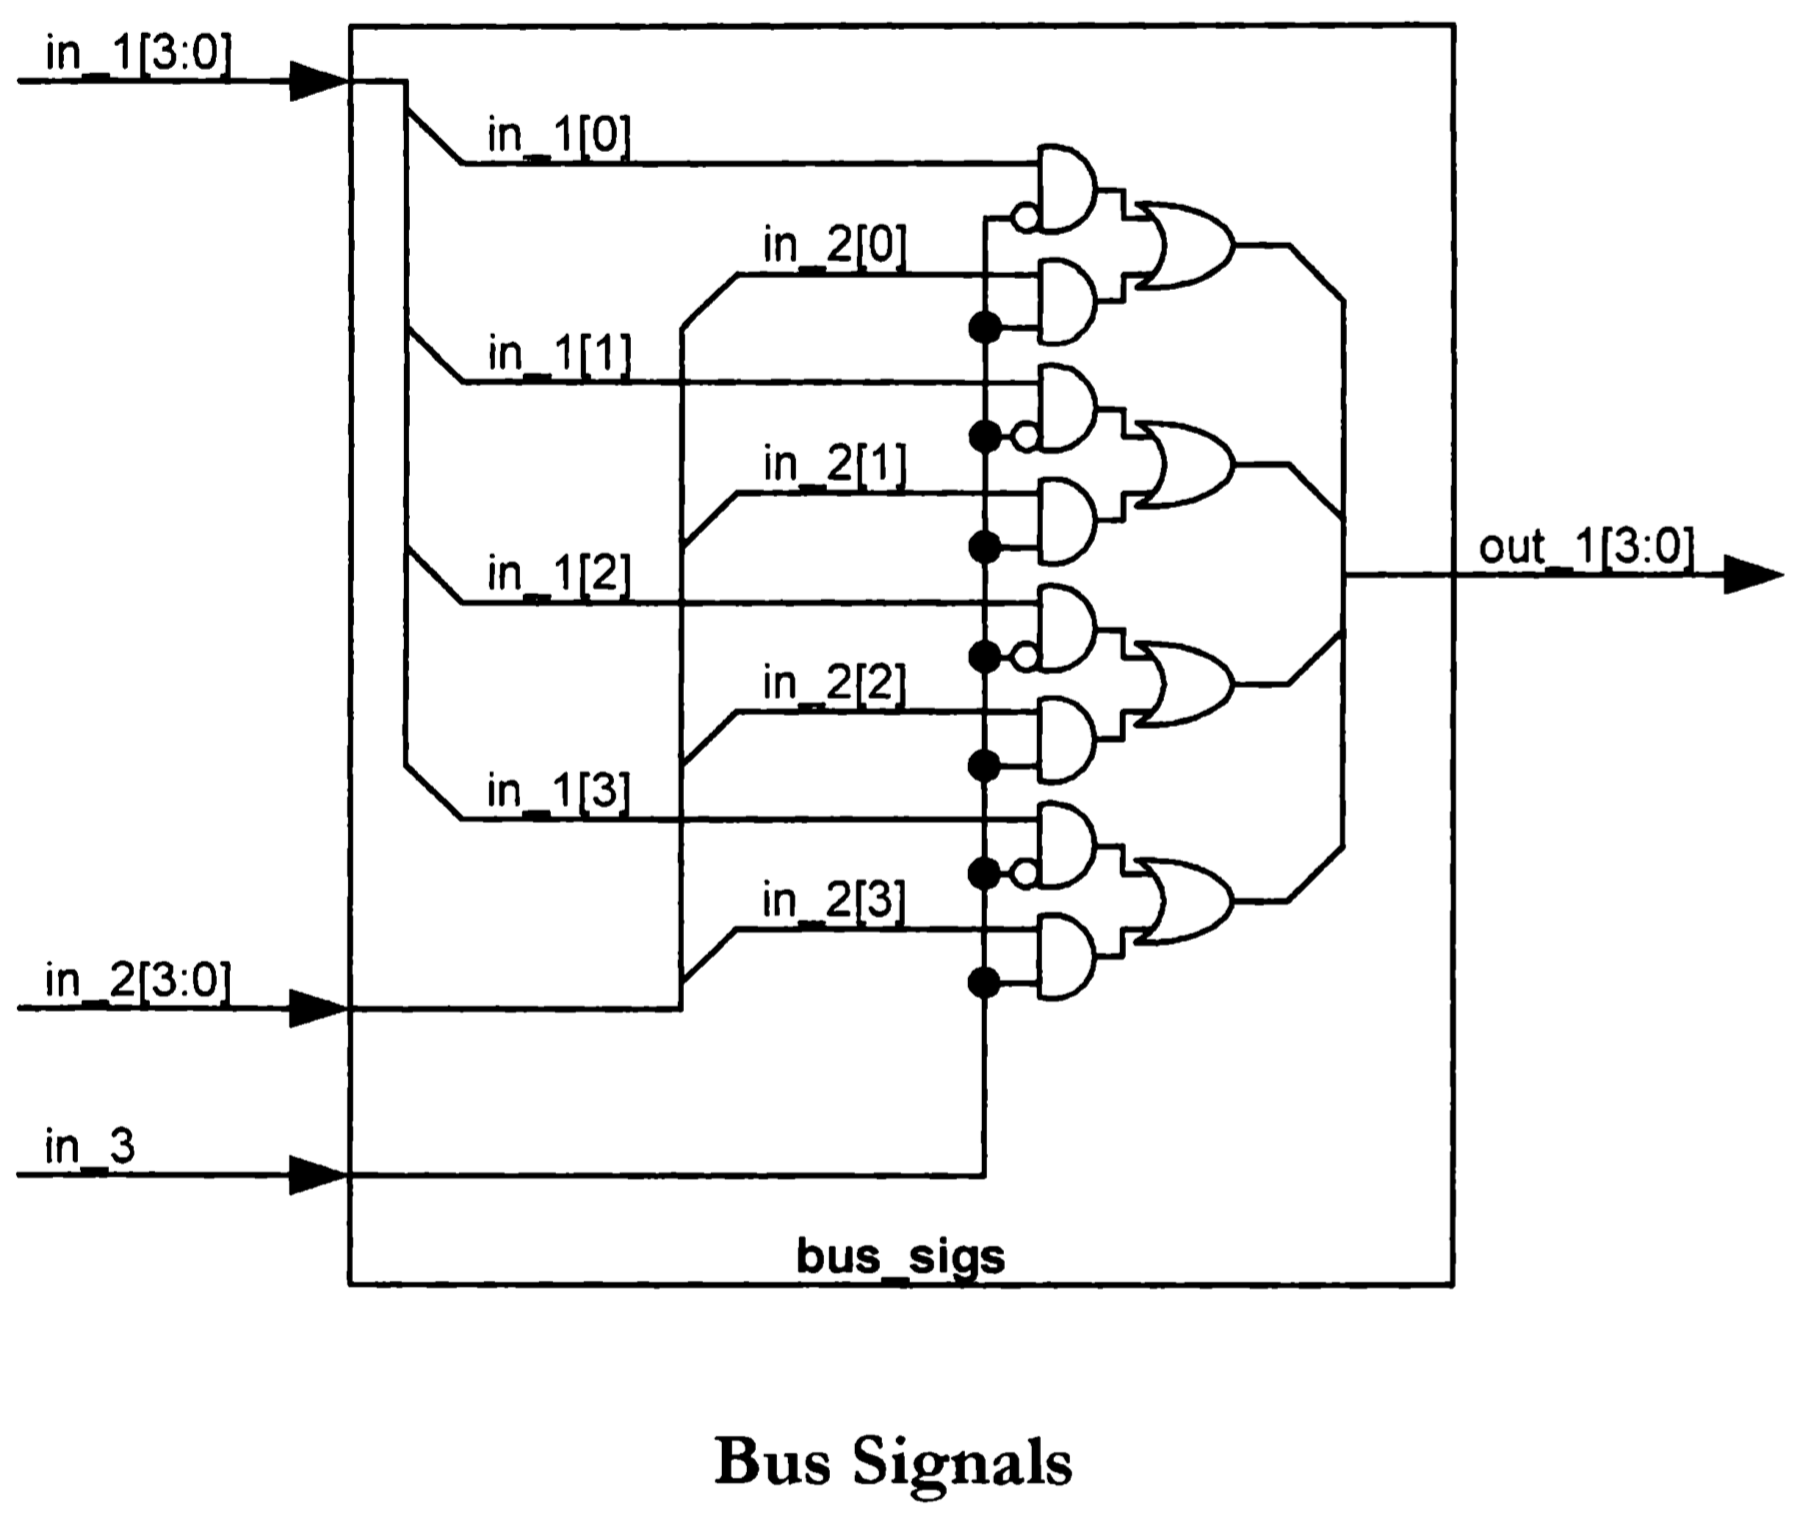 in_1[3:0]
in_1[0]
in_2[0]
in_1[1]
in_2[1]
out_1[3:0]
in_1[2]
in_2[2]
in_1[3]
in_2[3]
in_2[3:0]
in_3
bus_sigs
Bus Signals